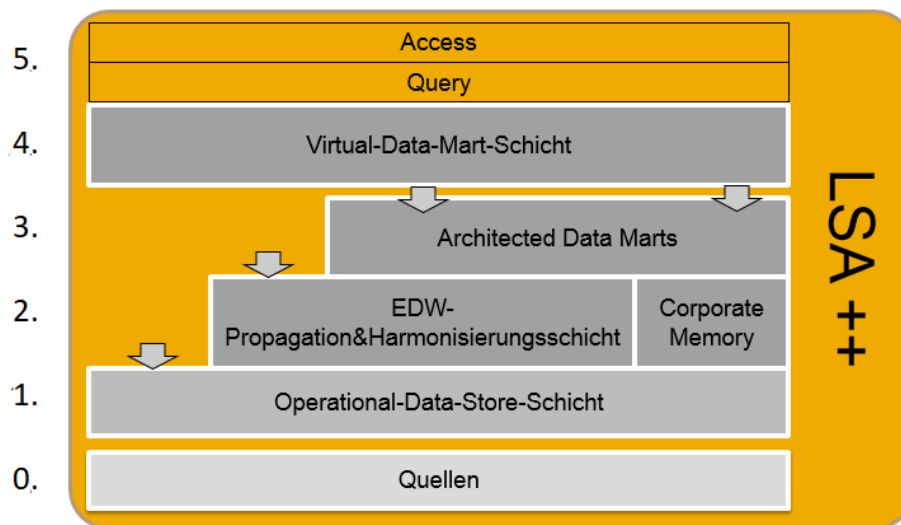 5.
Access
Query
4.
Virtual-Data-Mart-Schicht
3.
Architected Data Marts
2.
EDW-
Propagation&Harmonisierungsschicht
Corporate
Memory
1.
Operational-Data-Store-Schicht
0.
Quellen
LSA ++